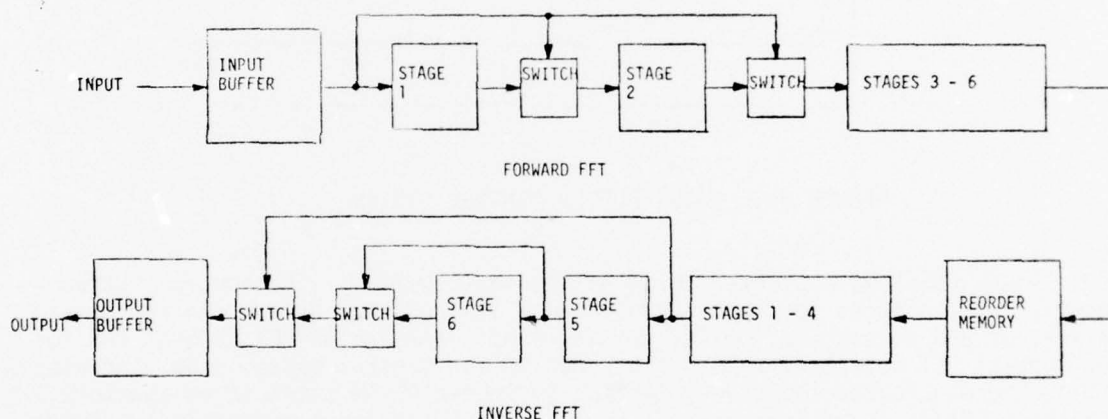 INPUT
INPUT
BUFFER
STAGE
1
SWITCH
STAGE
2
SWITCH
STAGES 3 - 6
FORWARD FFT
OUTPUT
OUTPUT
BUFFER
SWITCH
SWITCH
STAGE
6
STAGE
5
STAGES 1 - 4
REORDER
MEMORY
INVERSE FFT